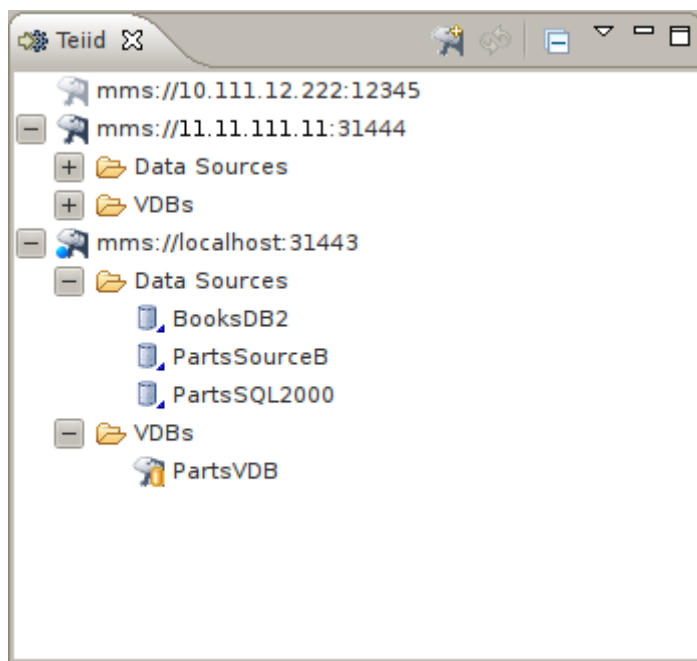 Teiid
mms://10.111.12.222:12345
mms://11.11.111.11:31444
Data Sources
VDBs
mms://localhost:31443
Data Sources
BooksDB2
PartsSourceB
PartsSQL2000
VDBs
PartsVDB